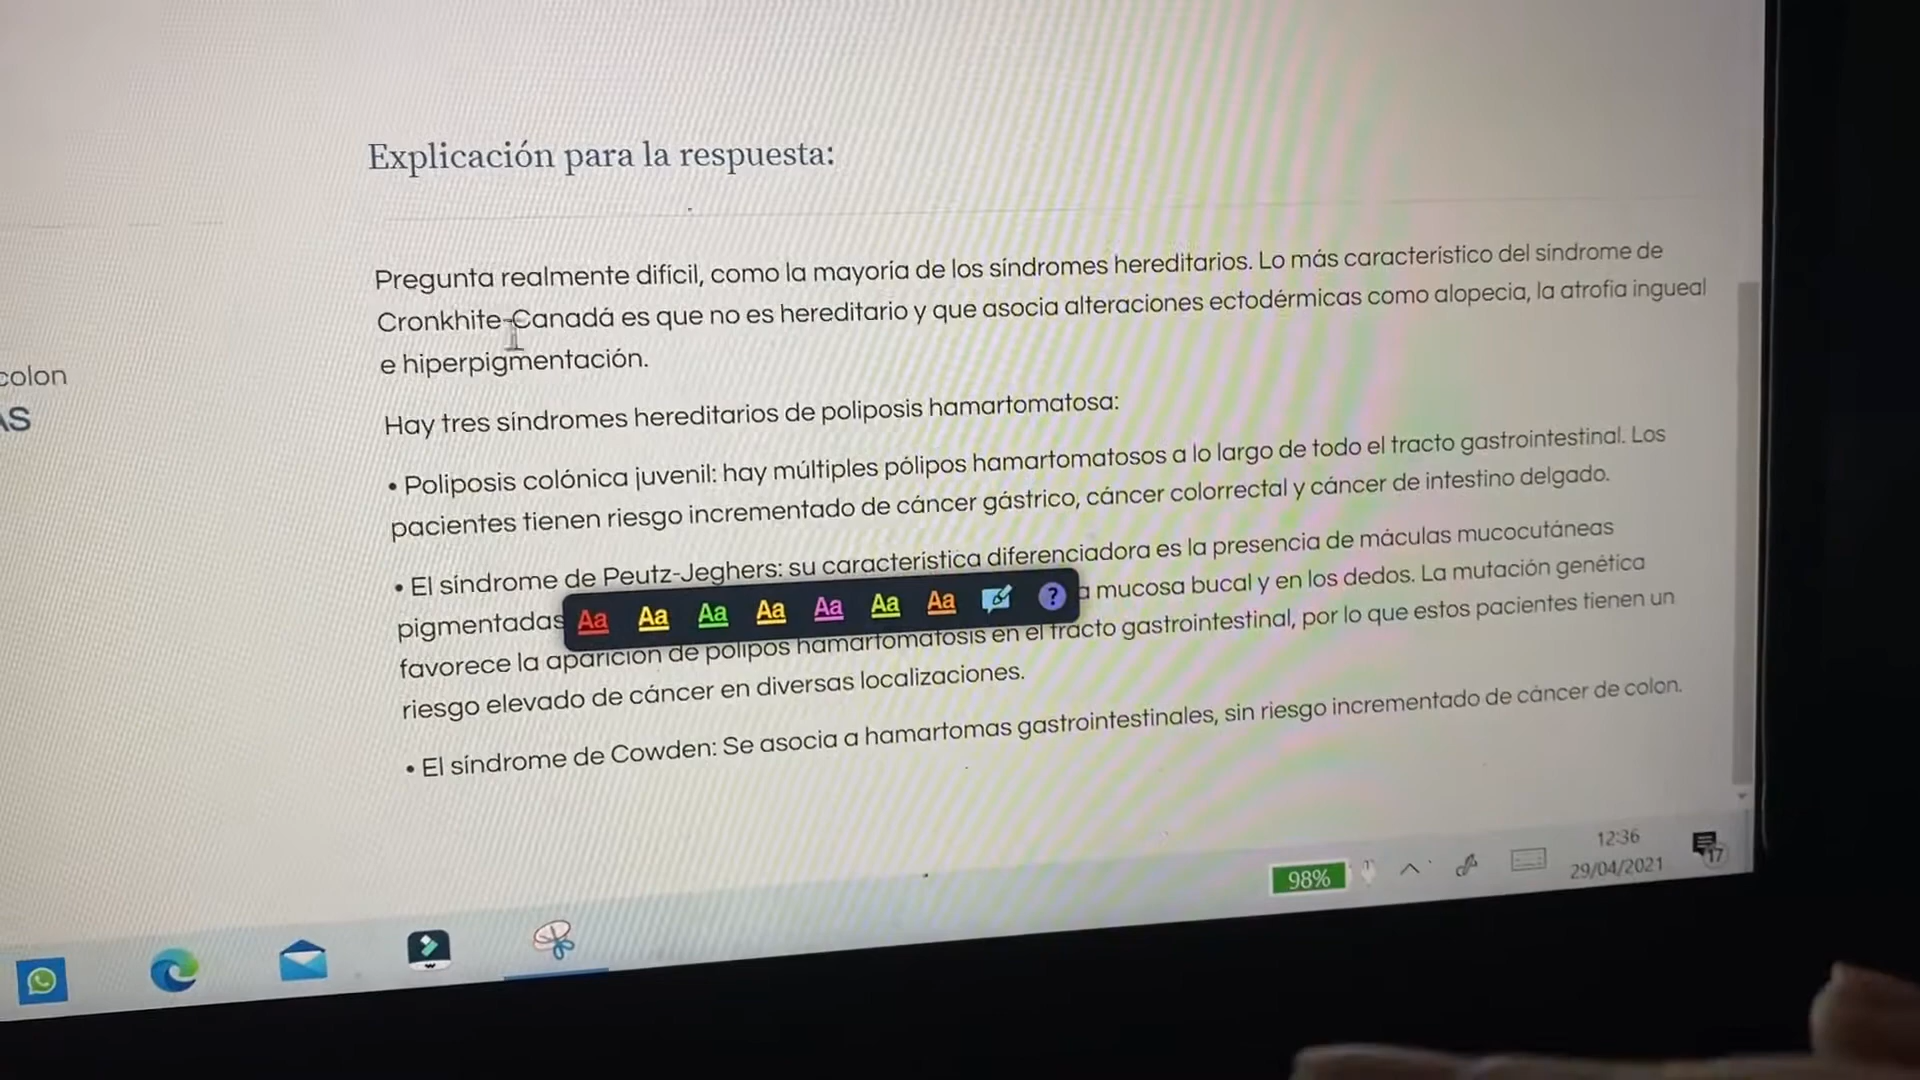 Explicación para la respuesta:
Pregunta realmente difícil, como la mayoría de los síndromes hereditarios. Lo más característico del síndrome de
Cronkhite-Canadá es que no es hereditario y que asocia alteraciones ectodérmicas como alopecia, la atrofia ingueal
e hiperpigmentación.
colon
AS
Hay tres síndromes hereditarios de poliposis hamartomatosa:
• Poliposis colónica juvenil: hay múltiples pólipos hamartomatosos a lo largo de todo el tracto gastrointestinal. Los
pacientes tienen riesgo incrementado de cáncer gástrico, cáncer colorrectal y cáncer de intestino delgado.
• El síndrome de Peutz-Jeghers: su característica diferenciadora es la presencia de máculas mucocutáneas
pigmentadas a mucosa bucal y en los dedos. La mutación genética
Aa Aa Aa Aa Aa Aa Aa ?
favorece la aparición de pólipos hamartomatosis en el tracto gastrointestinal, por lo que estos pacientes tienen un
riesgo elevado de cáncer en diversas localizaciones.
• El síndrome de Cowden: Se asocia a hamartomas gastrointestinales, sin riesgo incrementado de cáncer de colon.
98%
12:36
29/04/2021
17